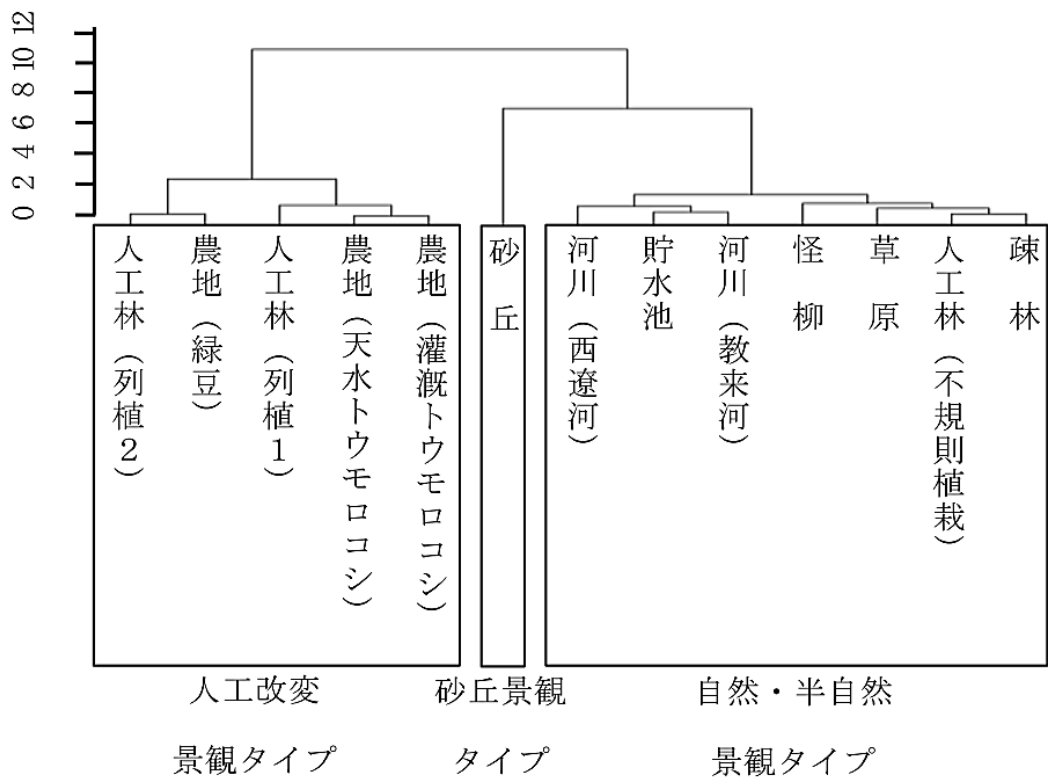 12
10
8
6
4
2
0
人工林（列植2）
農地（緑豆）
人工林（列植1）
農地（天水トウモロコシ）
農地（灌漑トウモロコシ）
砂丘
河川（西遼河）
貯水池
河川（教来河）
怪柳
草原
人工林（不規則植栽）
疎林
人工改変
景観タイプ
砂丘景観
タイプ
自然・半自然
景観タイプ